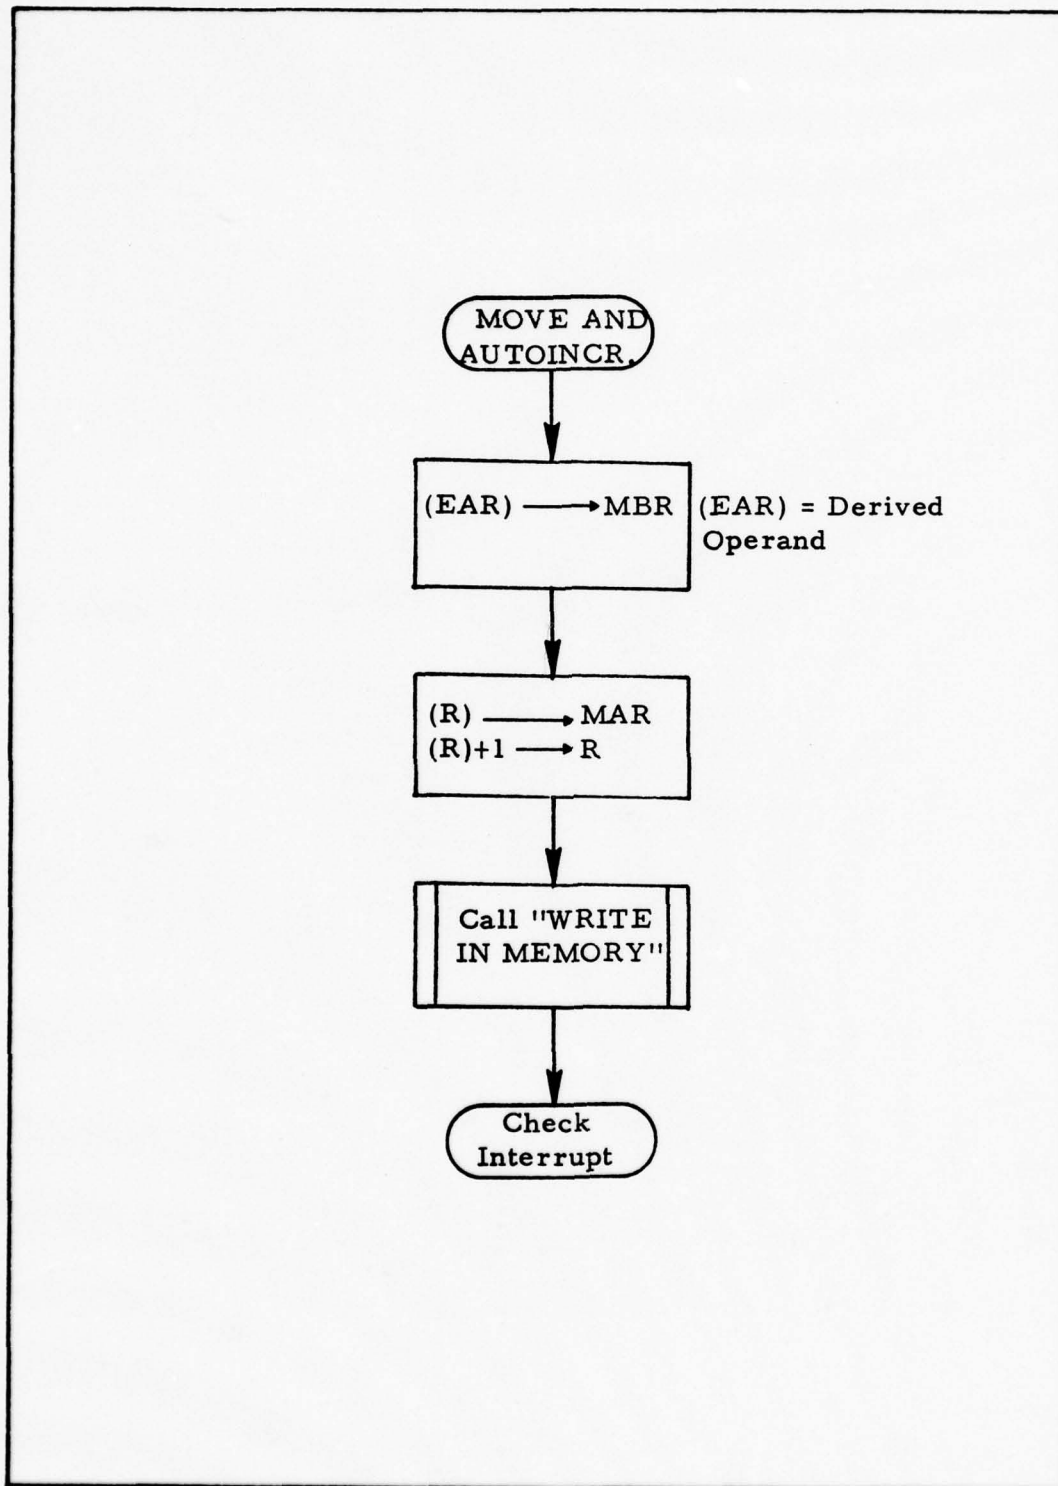 MOVE AND
AUTOINCR.
(EAR) ⟶ MBR
(EAR) = Derived
Operand
(R) ⟶ MAR
(R)+1 ⟶ R
Call "WRITE
IN MEMORY"
Check
Interrupt